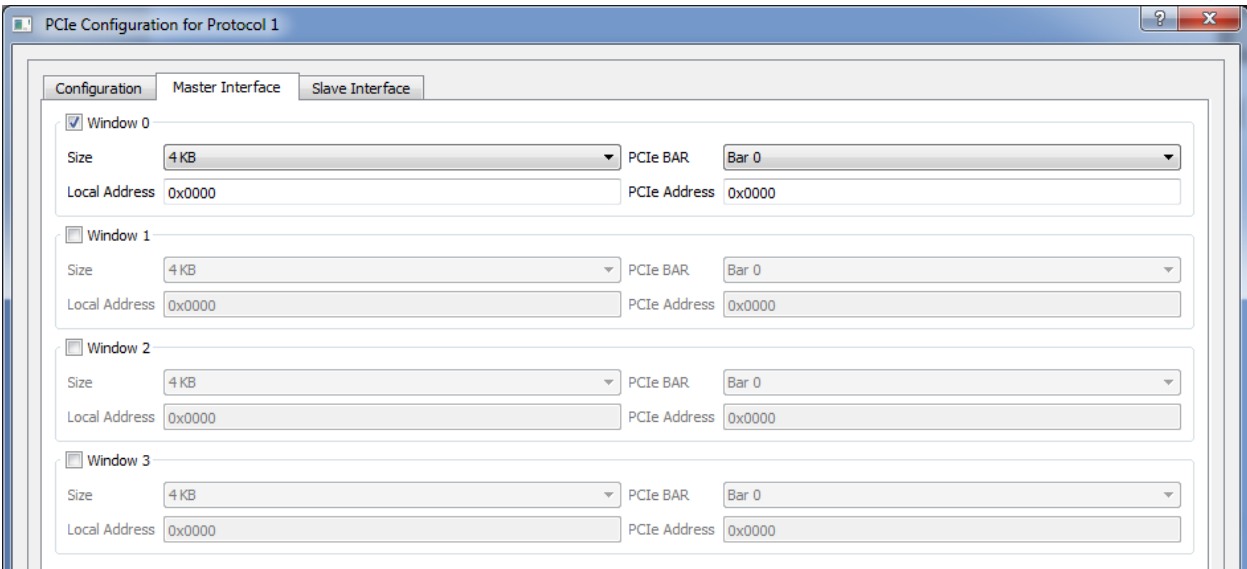 PCIe Configuration for Protocol 1
Configuration Master Interface Slave Interface
Window 0
Size 4 KB PCIe BAR Bar 0
Local Address 0x0000 PCIe Address 0x0000
Window 1
Size 4 KB PCIe BAR Bar 0
Local Address 0x0000 PCIe Address 0x0000
Window 2
Size 4 KB PCIe BAR Bar 0
Local Address 0x0000 PCIe Address 0x0000
Window 3
Size 4 KB PCIe BAR Bar 0
Local Address 0x0000 PCIe Address 0x0000